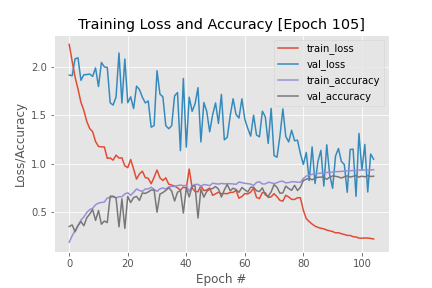 Training Loss and Accuracy [Epoch 105]
train_loss
val_loss
train_accuracy
val_accuracy
Loss/Accuracy
2.0
1.5
1.0
0.5
0 20 40 60 80 100
Epoch #